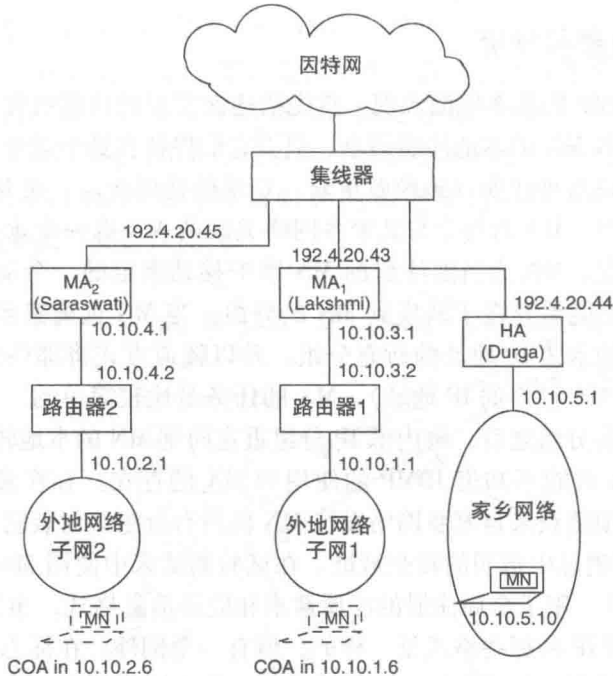 因特网
集线器
192.4.20.45
192.4.20.43
MA₂
(Saraswati)
MA₁
(Lakshmi)
192.4.20.44
HA
(Durga)
10.10.4.1
10.10.3.1
10.10.4.2
10.10.3.2
10.10.5.1
路由器2
路由器1
10.10.2.1
10.10.1.1
外地网络
子网2
外地网络
子网1
家乡网络
MN
10.10.5.10
MN
MN
COA in 10.10.2.6
COA in 10.10.1.6